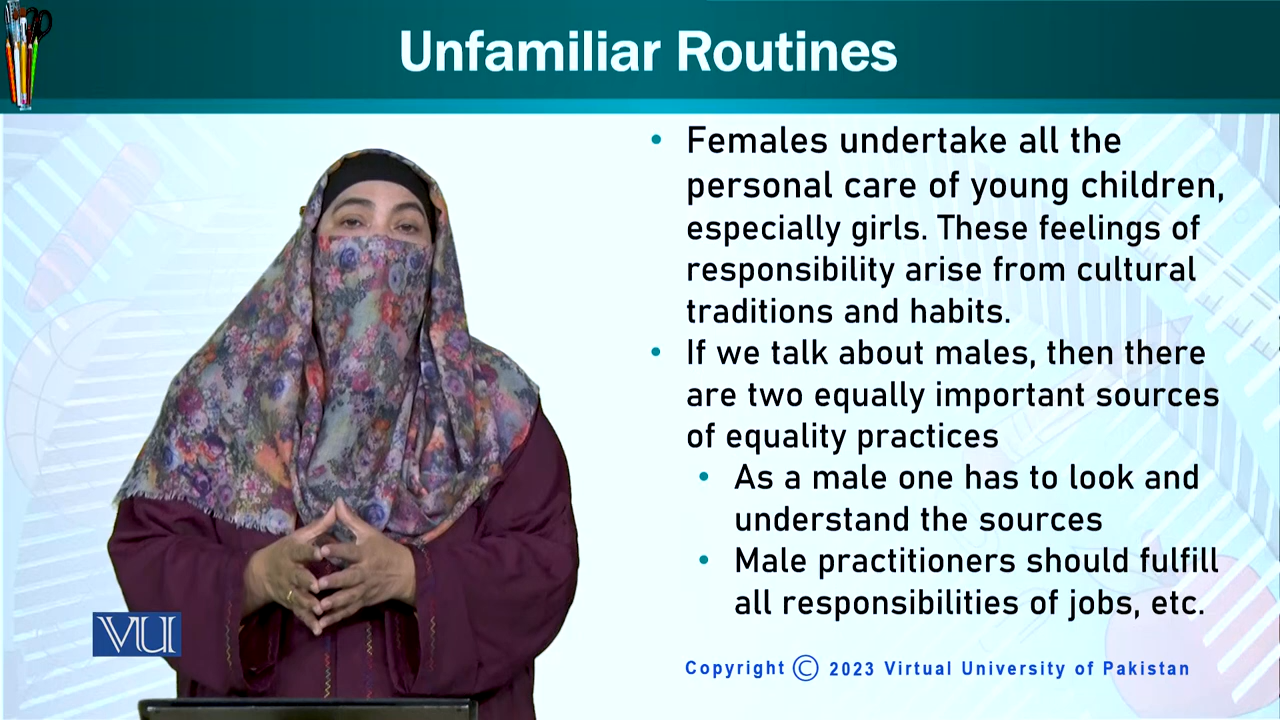 Unfamiliar Routines
• Females undertake all the
personal care of young children,
especially girls. These feelings of
responsibility arise from cultural
traditions and habits.
• If we talk about males, then there
are two equally important sources
of equality practices
• As a male one has to look and
understand the sources
• Male practitioners should fulfill
all responsibilities of jobs, etc.
VU
Copyright © 2023 Virtual University of Pakistan